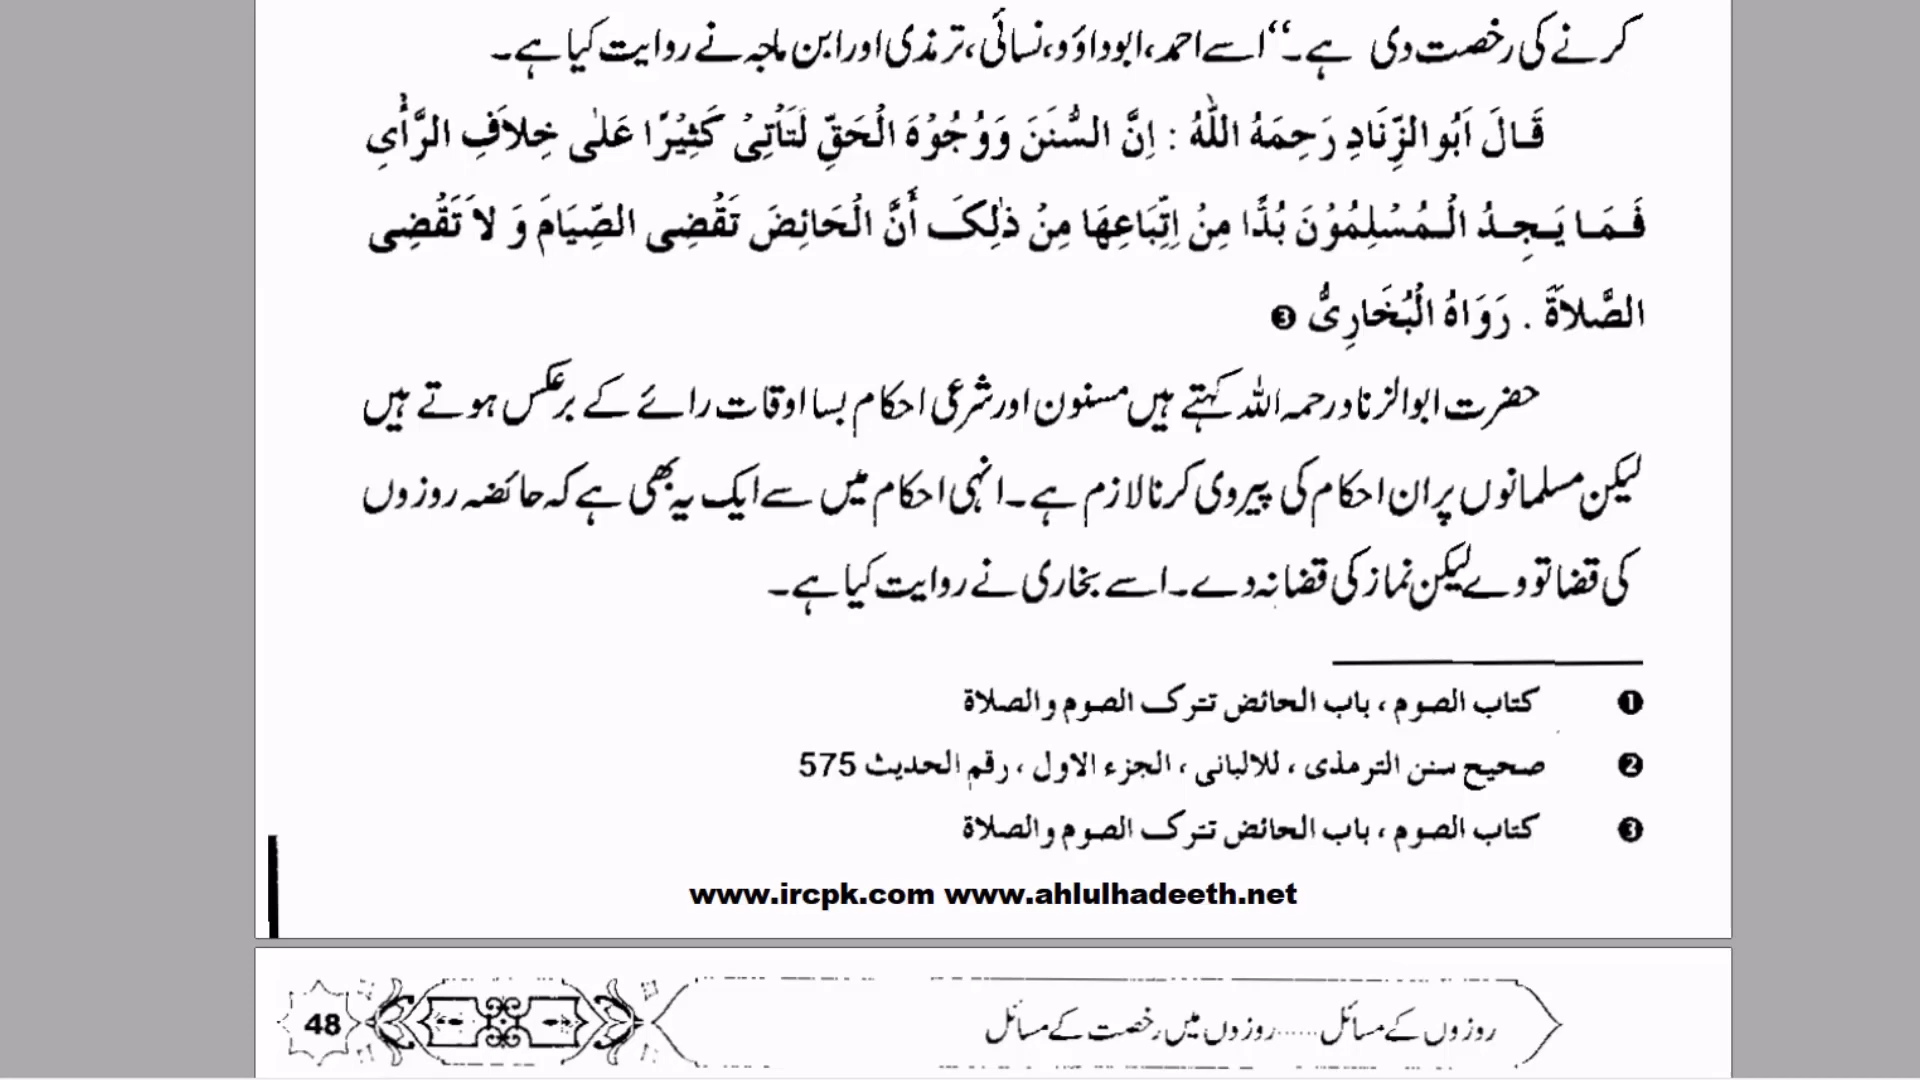 کرنے کی رخصت دی ہے۔‘‘ اسے احمد، ابوداؤد، نسائی، ترمذی اور ابن ماجہ نے روایت کیا ہے۔
قَالَ اَبُو الزِّنَادِ رَحِمَهُ اللّٰهُ : اِنَّ السُّنَنَ وَوُجُوْهَ الْحَقِّ لَتَأْتِیْ کَثِیْرًا عَلٰی خِلاَفِ الرَّأْیِ
فَمَا یَجِدُ الْمُسْلِمُوْنَ بُدًّا مِنْ اِتِّبَاعِهَا مِنْ ذٰلِکَ أَنَّ الْحَائِضَ تَقْضِی الصِّیَامَ وَ لاَ تَقْضِی
الصَّلاَةَ . رَوَاهُ الْبُخَارِیُّ ❸
حضرت ابوالزناد رحمہ اللہ کہتے ہیں مسنون اور شرعی احکام بسا اوقات رائے کے برعکس ہوتے ہیں
لیکن مسلمانوں پر ان احکام کی پیروی کرنا لازم ہے۔ انہی احکام میں سے ایک یہ بھی ہے کہ حائضہ روزوں
کی قضا تو دے لیکن نماز کی قضا نہ دے۔ اسے بخاری نے روایت کیا ہے۔
❶ کتاب الصوم ، باب الحائض تترک الصوم والصلاة
❷ صحیح سنن الترمذی ، للالبانی ، الجزء الاول ، رقم الحدیث 575
❸ کتاب الصوم ، باب الحائض تترک الصوم والصلاة
www.ircpk.com www.ahlulhadeeth.net
روزوں کے مسائل......روزوں میں رخصت کے مسائل 48